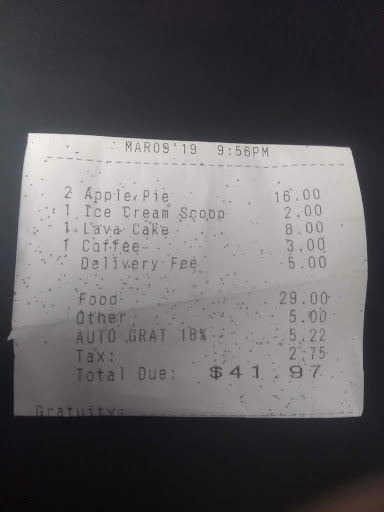 MAR09'19 9:56PM
2 Apple Pie 16.00
1 Ice Cream Scoop 2.00
1 Lava Cake 8.00
1 Coffee 3.00
Delivery Fee 5.00
Food 29.00
Other 5.00
AUTO GRAT 18% 5.22
Tax: 2.75
Total Due: $41.97
Gratuity: